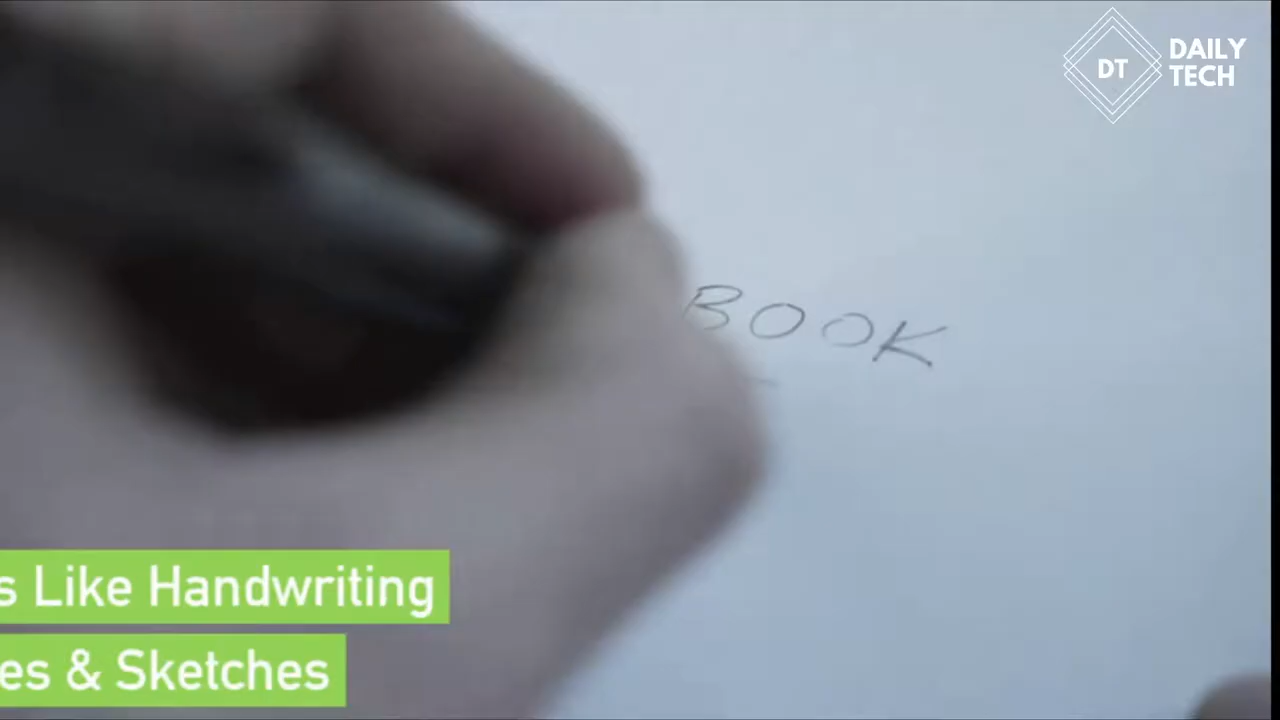 DT
DAILY
TECH
BOOK
s Like Handwriting
es & Sketches